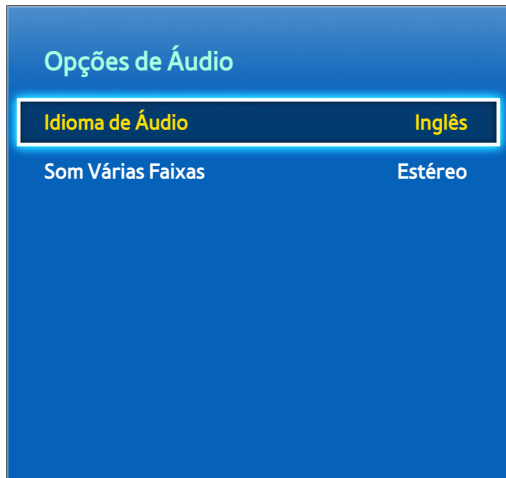 Opções de Áudio
Idioma de Áudio Inglês
Som Várias Faixas Estéreo